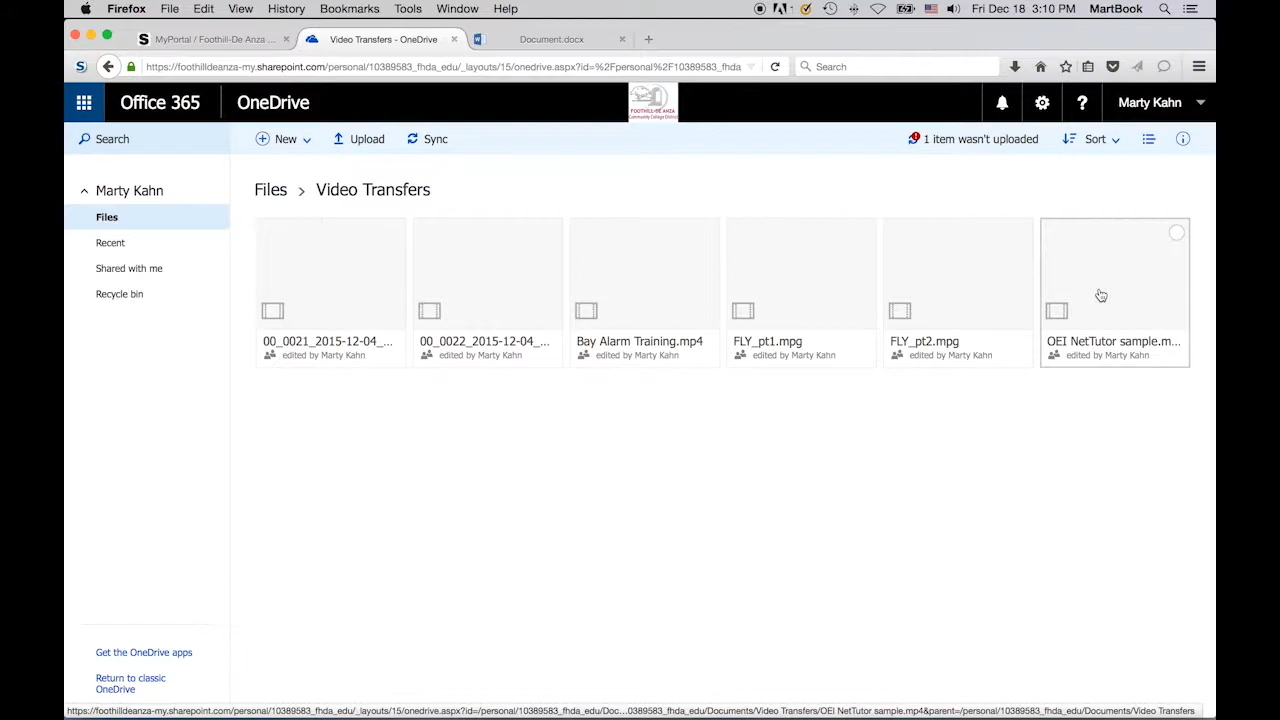 Firefox File Edit View History Bookmarks Tools Window Help Fri Dec 18 3:10 PM MartBook
MyPortal / Foothill-De Anza ... Video Transfers - OneDrive Document.docx
https://foothilldeanza-my.sharepoint.com/personal/10389583_fhda_edu/_layouts/15/onedrive.aspx?id=%2Fpersonal%2F10389583_fhda Search
Office 365 OneDrive FOOTHILL-DE ANZA Marty Kahn
Community College District
Search New Upload Sync 1 item wasn't uploaded Sort
Marty Kahn
Files
Recent
Shared with me
Recycle bin
Files > Video Transfers
00_0021_2015-12-04_...
edited by Marty Kahn
00_0022_2015-12-04_...
edited by Marty Kahn
Bay Alarm Training.mp4
edited by Marty Kahn
FLY_pt1.mpg
edited by Marty Kahn
FLY_pt2.mpg
edited by Marty Kahn
OEI NetTutor sample.m...
edited by Marty Kahn
Get the OneDrive apps
Return to classic
OneDrive
https://foothilldeanza-my.sharepoint.com/personal/10389583_fhda_edu/_layouts/15/onedrive.aspx?id=/personal/10389583_fhda_edu/Doc...0389583_fhda_edu/Documents/Video Transfers/OEI NetTutor sample.mp4&parent=/personal/10389583_fhda_edu/Documents/Video Transfers